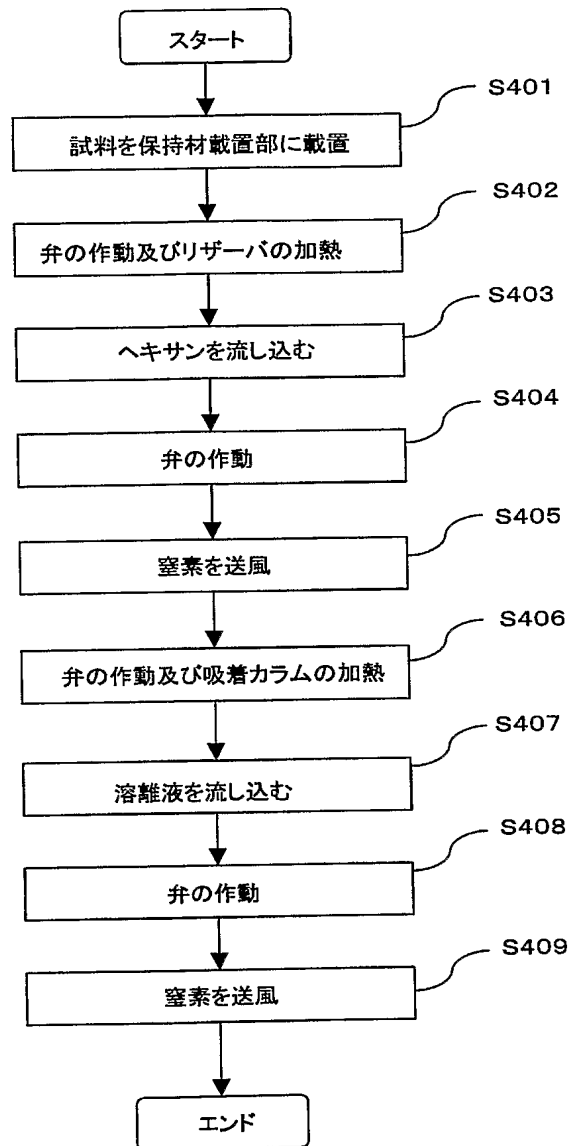 スタート
S401
試料を保持材載置部に載置
S402
弁の作動及びリザーバの加熱
S403
ヘキサンを流し込む
S404
弁の作動
S405
窒素を送風
S406
弁の作動及び吸着カラムの加熱
S407
溶離液を流し込む
S408
弁の作動
S409
窒素を送風
エンド